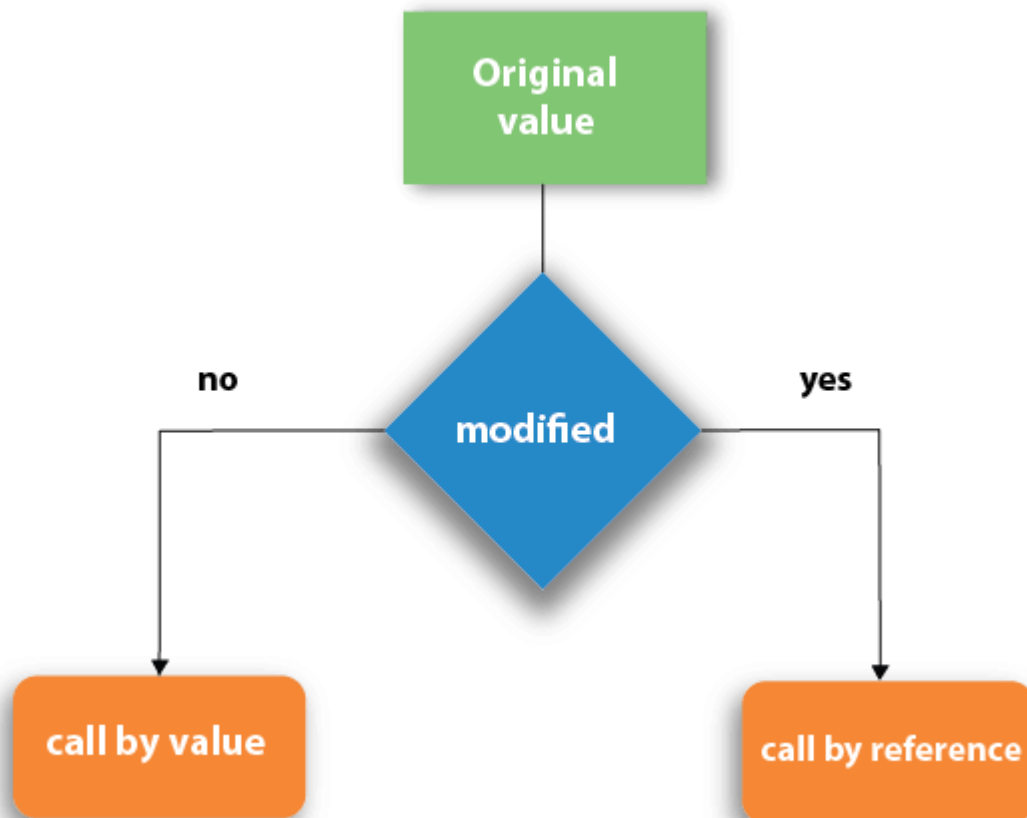 Original
value
no
yes
modified
call by value
call by reference